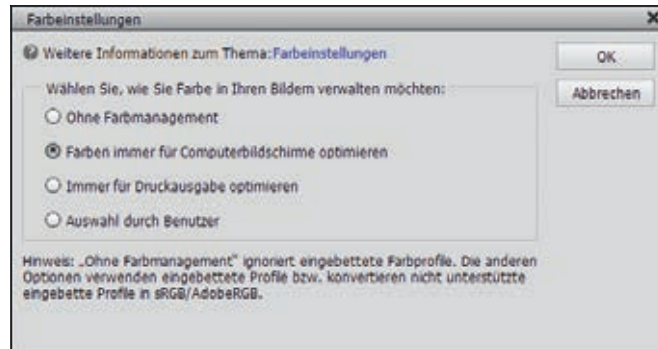 Farbeinstellungen
Weitere Informationen zum Thema: Farbeinstellungen
OK
Wählen Sie, wie Sie Farbe in Ihren Bildern verwalten möchten:
Abbrechen
Ohne Farbmanagement
Farben immer für Computerbildschirme optimieren
Immer für Druckausgabe optimieren
Auswahl durch Benutzer
Hinweis: „Ohne Farbmanagement" ignoriert eingebettete Farbprofile. Die anderen
Optionen verwenden eingebettete Profile bzw. konvertieren nicht unterstützte
eingebette Profile in sRGB/AdobeRGB.